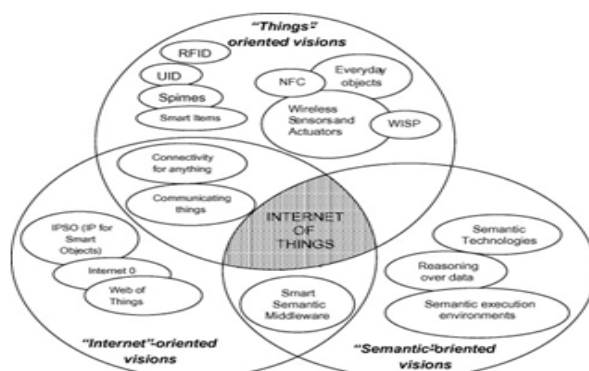 “Things”-
oriented visions
RFID
UID
Spimes
Smart Items
NFC
Everyday
objects
Wireless
Sensors and
Actuators
WISP
Connectivity
for anything
Communicating
things
INTERNET
OF
THINGS
IPSO (IP for
Smart
Objects)
Internet 0
Web of
Things
Semantic
Technologies
Reasoning
over data
Semantic execution
environments
Smart
Semantic
Middleware
“Internet”-oriented
visions
“Semantic”-oriented
visions